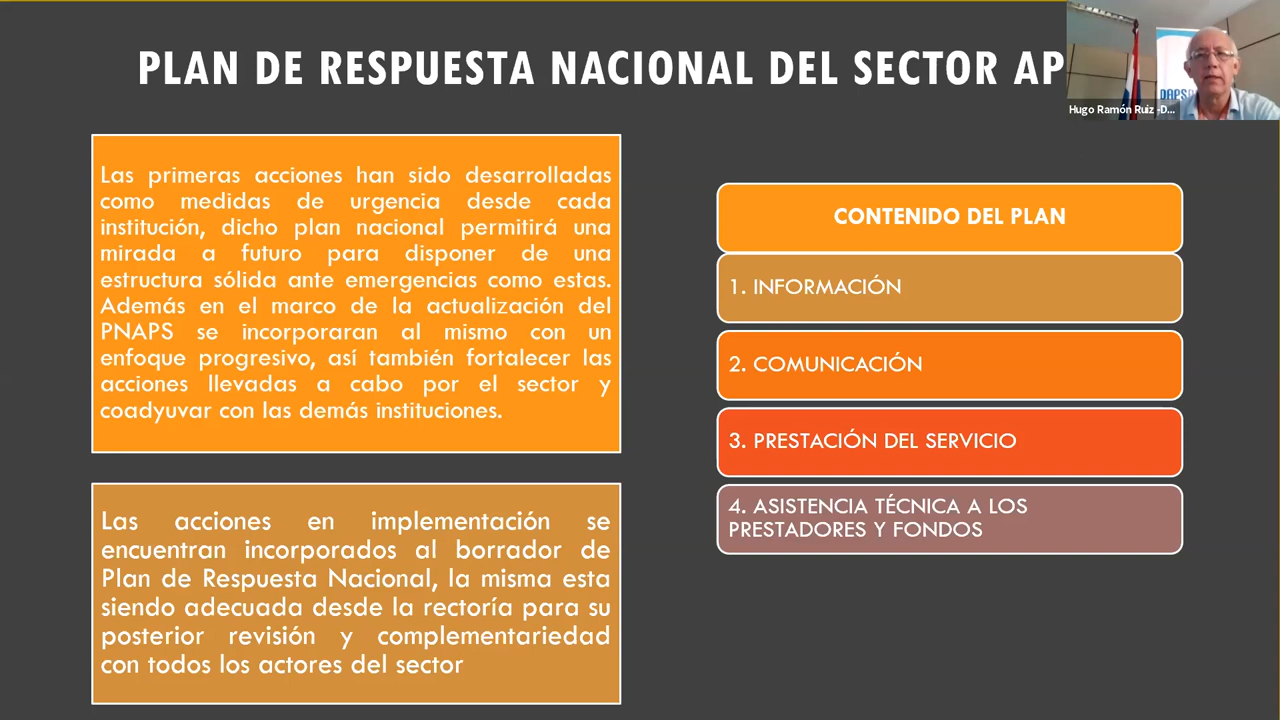 PLAN DE RESPUESTA NACIONAL DEL SECTOR AP
Hugo Ramón Ruiz -D...
Las primeras acciones han sido desarrolladas
como medidas de urgencia desde cada
institución, dicho plan nacional permitirá una
mirada a futuro para disponer de una
estructura sólida ante emergencias como estas.
Además en el marco de la actualización del
PNAPS se incorporaran al mismo con un
enfoque progresivo, así también fortalecer las
acciones llevadas a cabo por el sector y
coadyuvar con las demás instituciones.
Las acciones en implementación se
encuentran incorporados al borrador de
Plan de Respuesta Nacional, la misma esta
siendo adecuada desde la rectoría para su
posterior revisión y complementariedad
con todos los actores del sector
CONTENIDO DEL PLAN
1. INFORMACIÓN
2. COMUNICACIÓN
3. PRESTACIÓN DEL SERVICIO
4. ASISTENCIA TÉCNICA A LOS
PRESTADORES Y FONDOS